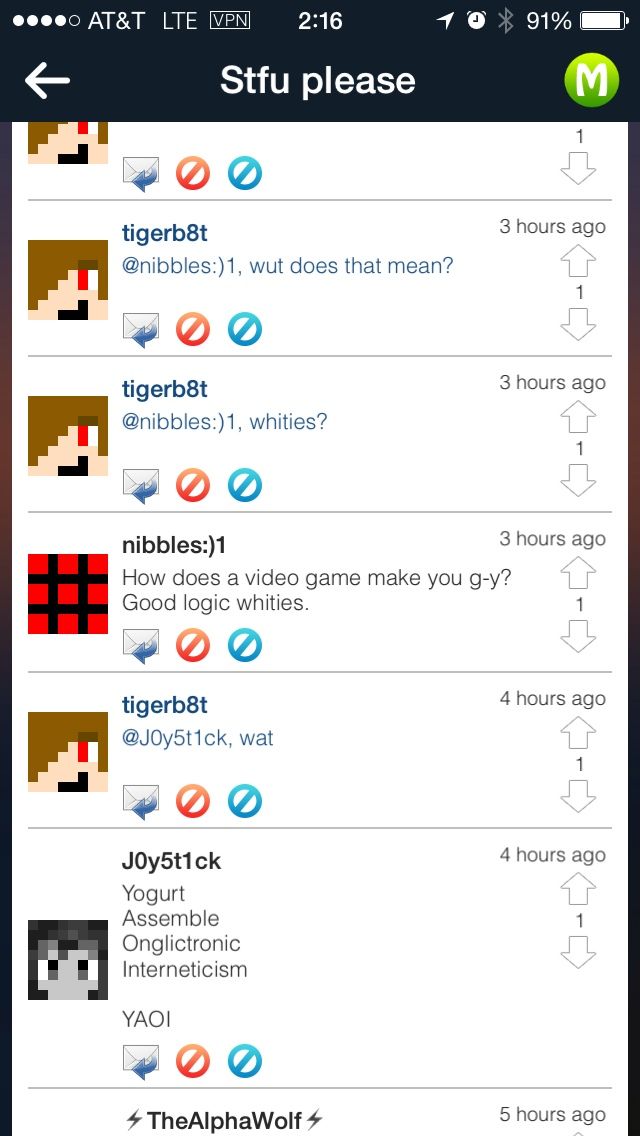 AT&T LTE VPN 2:16 91%
Stfu please
M
1
tigerb8t 3 hours ago
@nibbles:)1, wut does that mean?
1
tigerb8t 3 hours ago
@nibbles:)1, whities?
1
nibbles:)1 3 hours ago
How does a video game make you g-y?
Good logic whities.
1
tigerb8t 4 hours ago
@J0y5t1ck, wat
1
J0y5t1ck 4 hours ago
Yogurt
Assemble
Onglictronic
Interneticism
YAOI
1
⚡TheAlphaWolf⚡ 5 hours ago